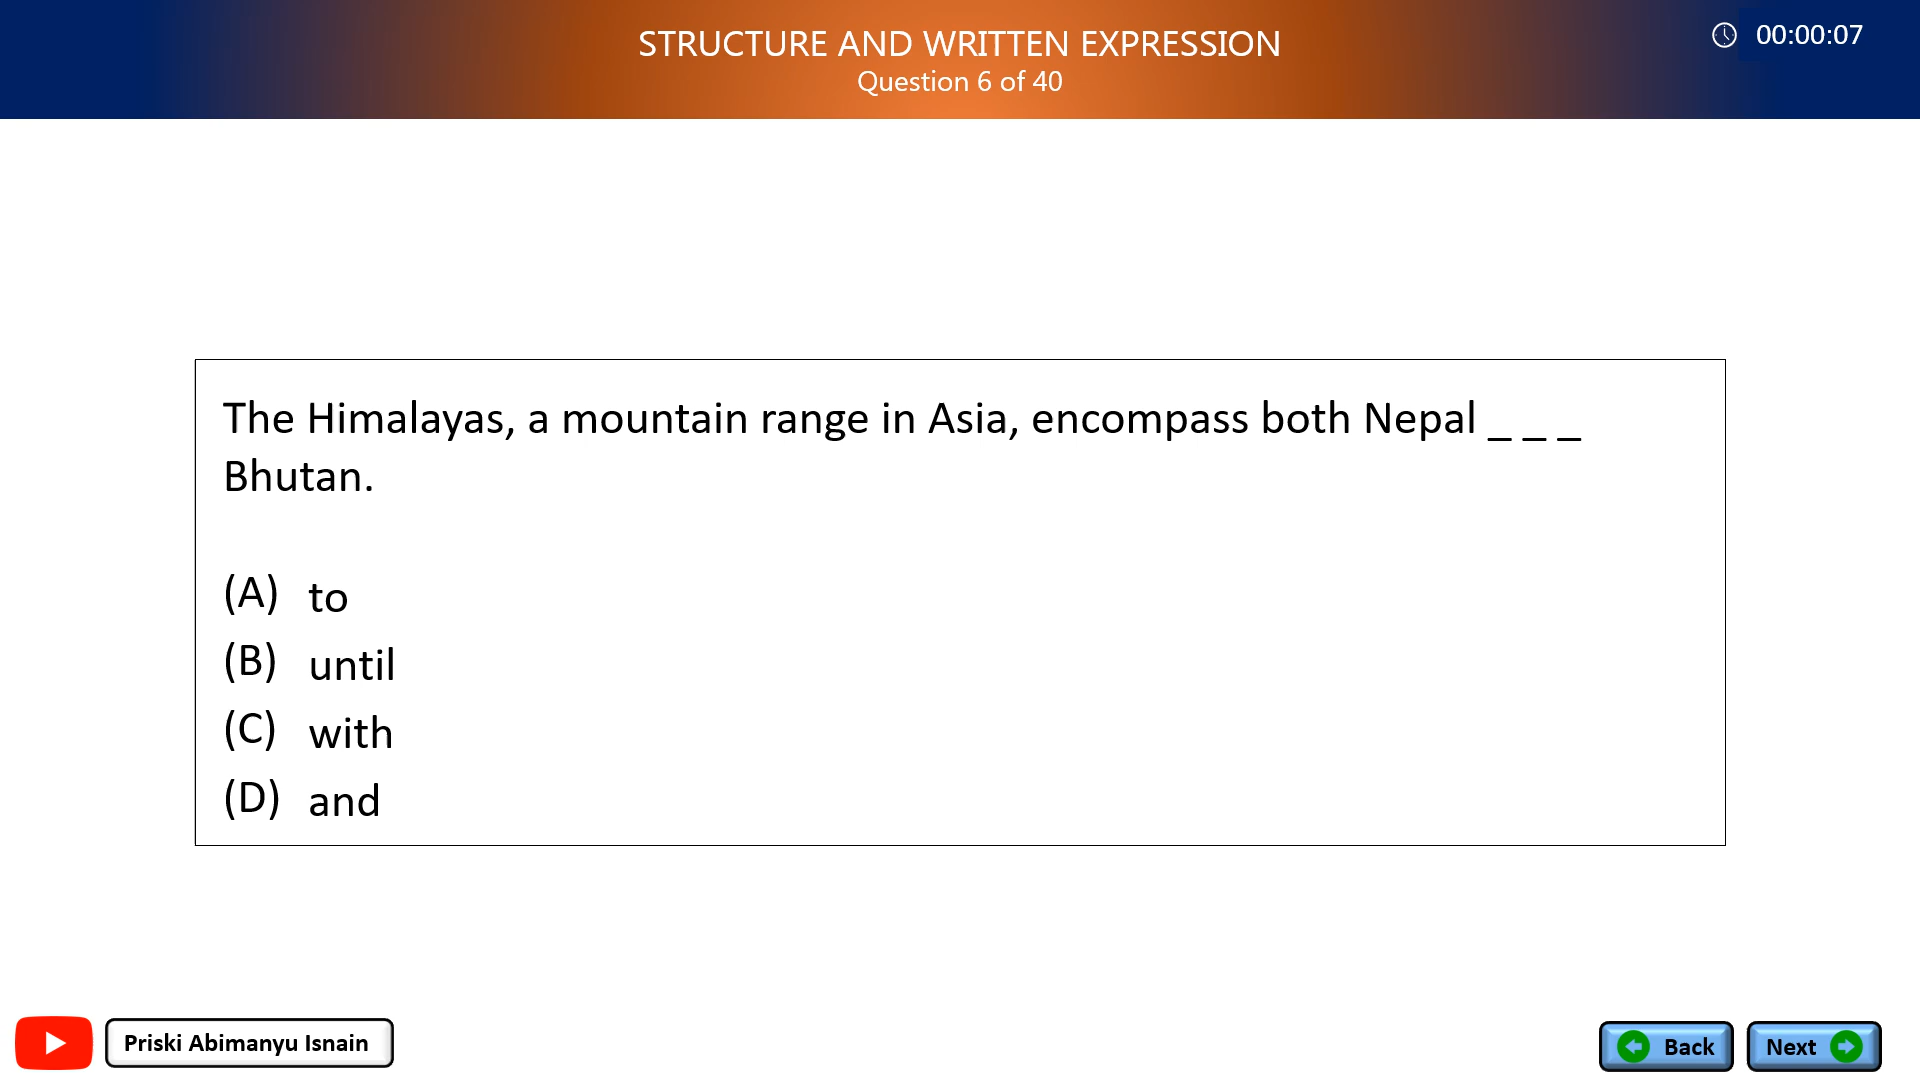 STRUCTURE AND WRITTEN EXPRESSION
Question 6 of 40
00:00:07
The Himalayas, a mountain range in Asia, encompass both Nepal _ _ _
Bhutan.
(A) to
(B) until
(C) with
(D) and
Priski Abimanyu Isnain
Back
Next